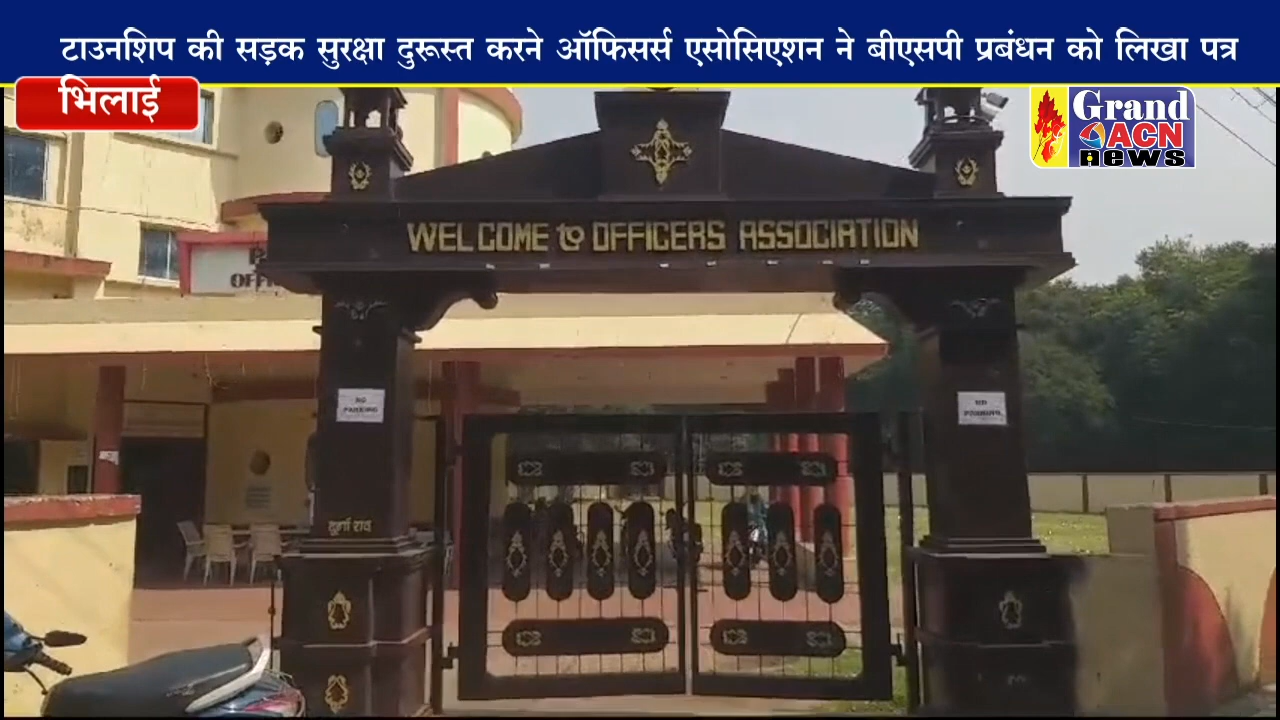 टाउनशिप की सड़क सुरक्षा दुरूस्त करने ऑफिसर्स एसोसिएशन ने बीएसपी प्रबंधन को लिखा पत्र
भिलाई
Grand
ACN
news
WELCOME to OFFICERS ASSOCIATION
NO
PARKING
NO
PARKING
दुर्गा राव